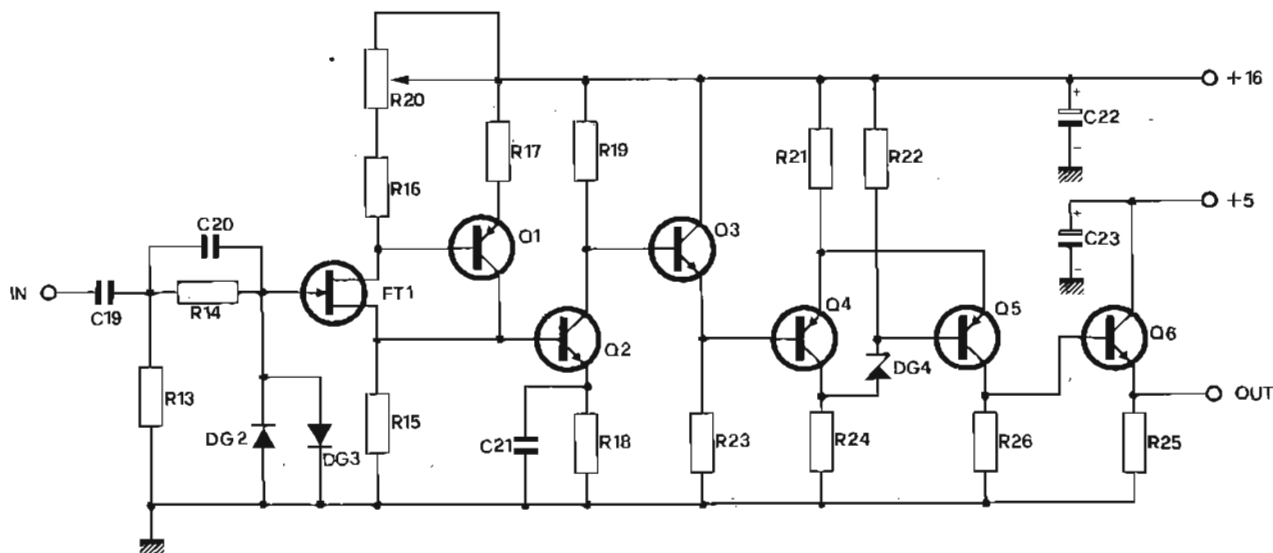 R20
+16
C22
R17
R19
R21
R22
R16
+5
C20
Q1
Q3
C23
IN
FT1
C19
R14
Q4
Q5
Q6
Q2
DG4
OUT
R13
R15
DG2
DG3
C21
R18
R23
R24
R26
R25
+
-
+
-